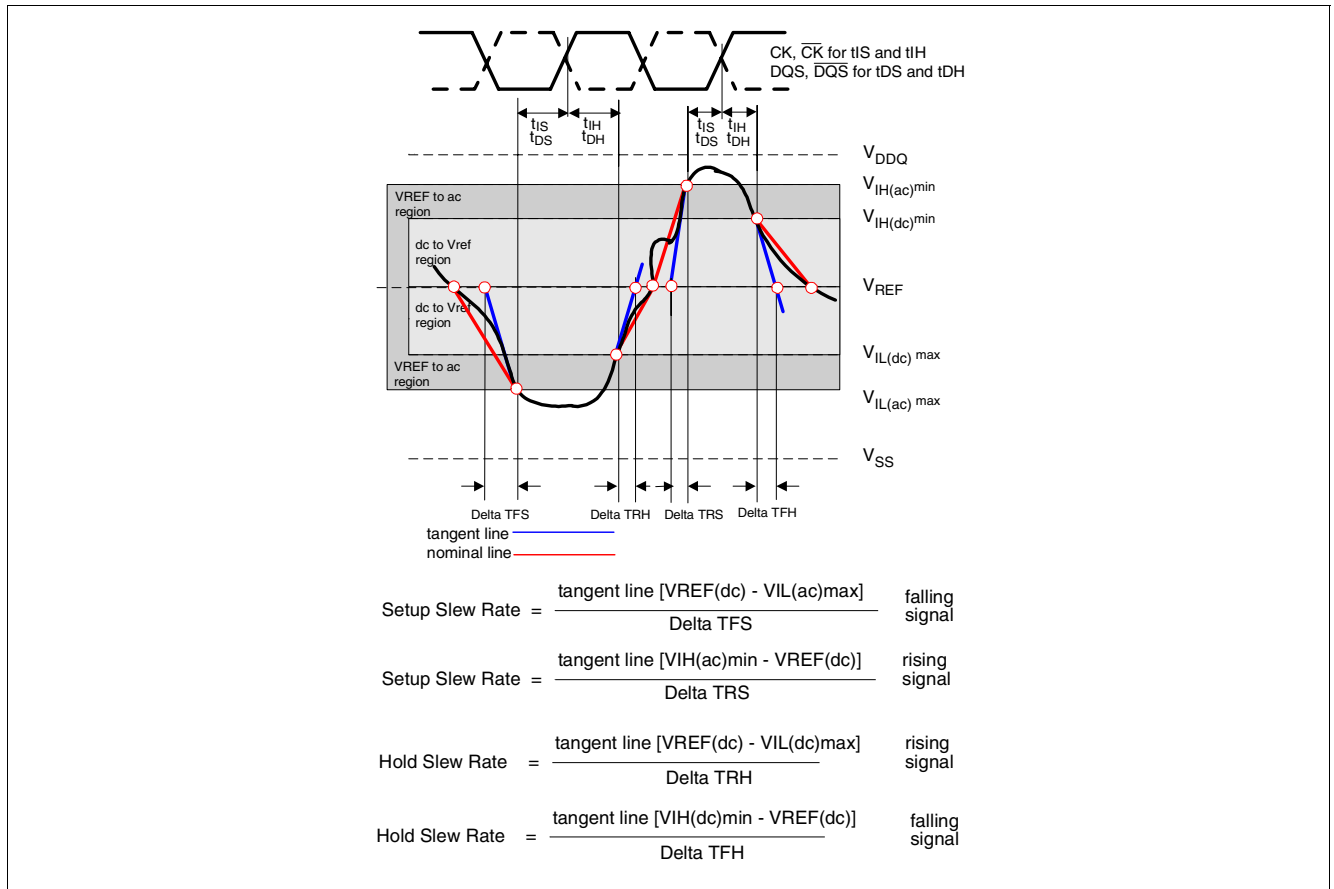 CK, CK for tIS and tIH
DQS, DQS for tDS and tDH
tIS tIH tIS tIH
tDS tDH tDS tDH
VDDQ
VIH(ac)min
VREF to ac
region
VIH(dc)min
dc to Vref
region
VREF
dc to Vref
region
VIL(dc) max
VREF to ac
region
VIL(ac) max
VSS
Delta TFS Delta TRH Delta TRS Delta TFH
tangent line
nominal line
tangent line [VREF(dc) - VIL(ac)max]
Setup Slew Rate =
Delta TFS
falling
signal
tangent line [VIH(ac)min - VREF(dc)]
Setup Slew Rate =
Delta TRS
rising
signal
tangent line [VREF(dc) - VIL(dc)max]
Hold Slew Rate =
Delta TRH
rising
signal
tangent line [VIH(dc)min - VREF(dc)]
Hold Slew Rate =
Delta TFH
falling
signal